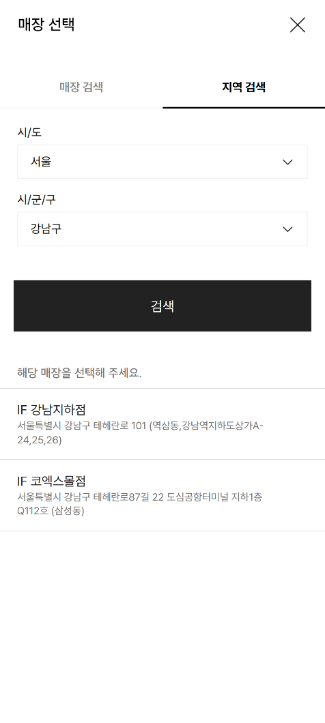 매장 선택
매장 검색
지역 검색
시/도
서울
시/군/구
강남구
검색
해당 매장을 선택해 주세요.
IF 강남지하점
서울특별시 강남구 테헤란로 101 (역삼동,강남역지하도상가A-
24,25,26)
IF 코엑스몰점
서울특별시 강남구 테헤란로87길 22 도심공항터미널 지하1층
Q112호 (삼성동)